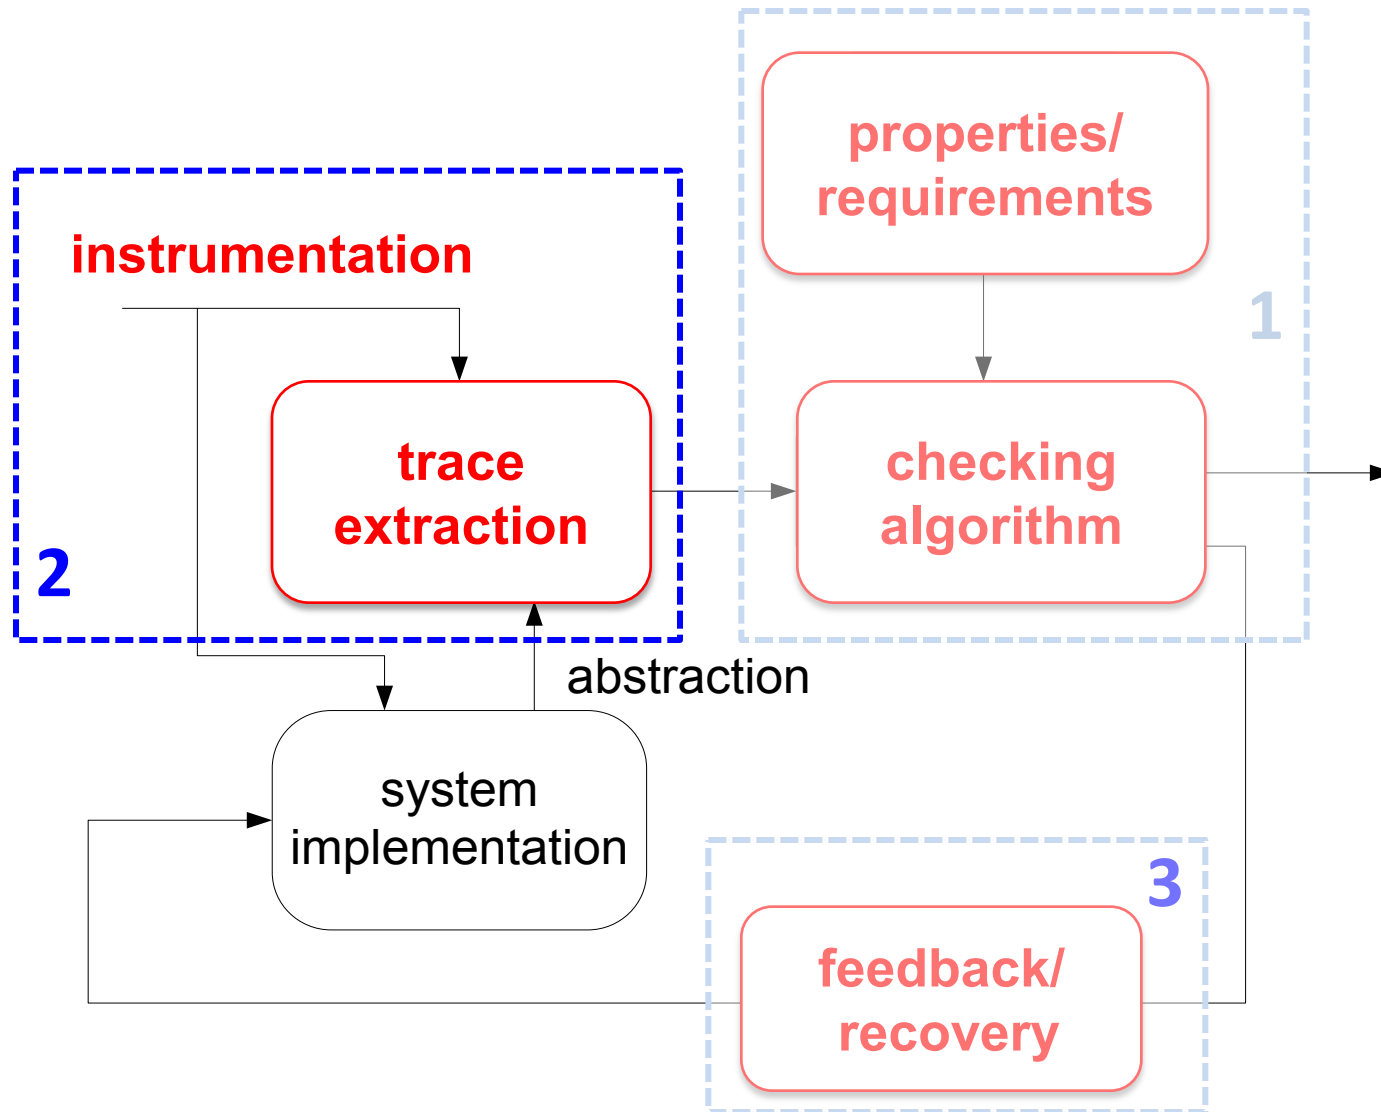 properties/
requirements
1
instrumentation
trace
extraction
2
checking
algorithm
abstraction
system
implementation
3
feedback/
recovery